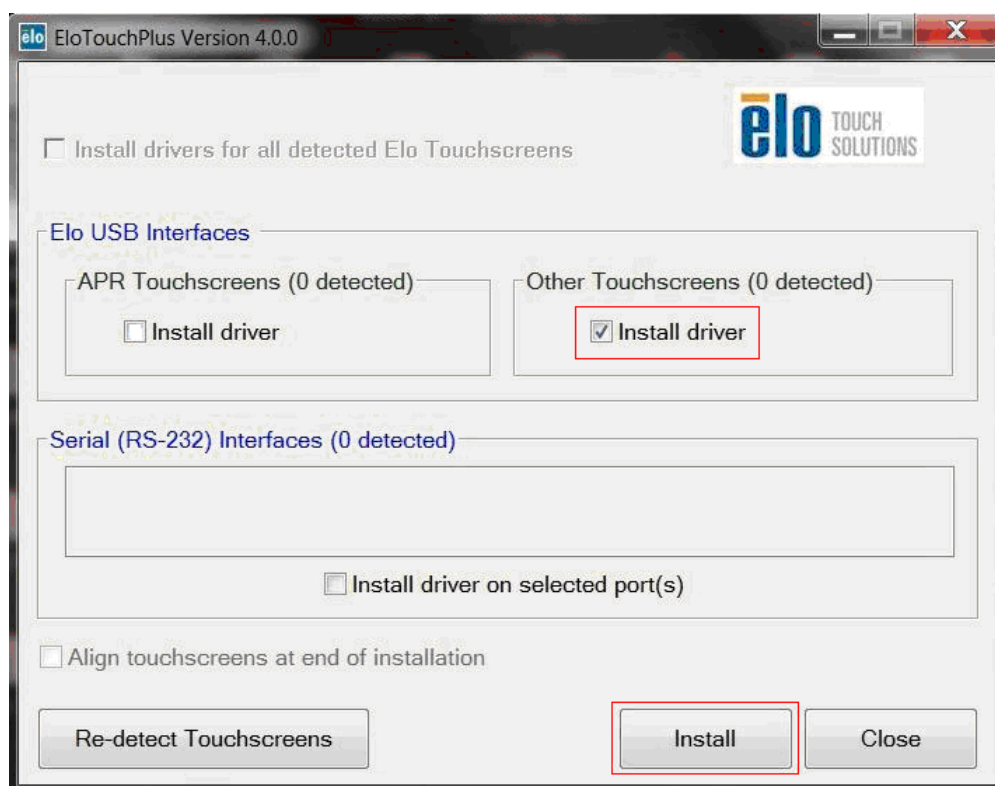 elo EloTouchPlus Version 4.0.0
X
Install drivers for all detected Elo Touchscreens
ēlo TOUCH
SOLUTIONS
Elo USB Interfaces
APR Touchscreens (0 detected)
Other Touchscreens (0 detected)
Install driver
Install driver
Serial (RS-232) Interfaces (0 detected)
Install driver on selected port(s)
Align touchscreens at end of installation
Re-detect Touchscreens
Install
Close